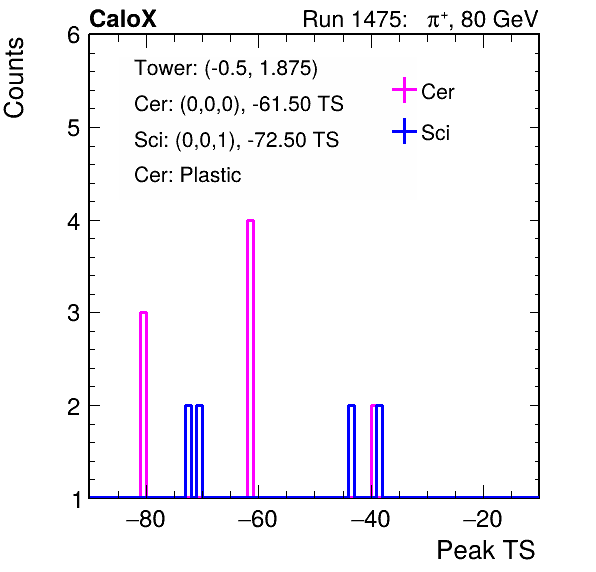 CaloX Run 1475: π⁺, 80 GeV
Counts
6
5
4
3
2
1
Tower: (-0.5, 1.875)
Cer: (0,0,0), -61.50 TS
Sci: (0,0,1), -72.50 TS
Cer: Plastic
Cer
Sci
−80 −60 −40 −20
Peak TS